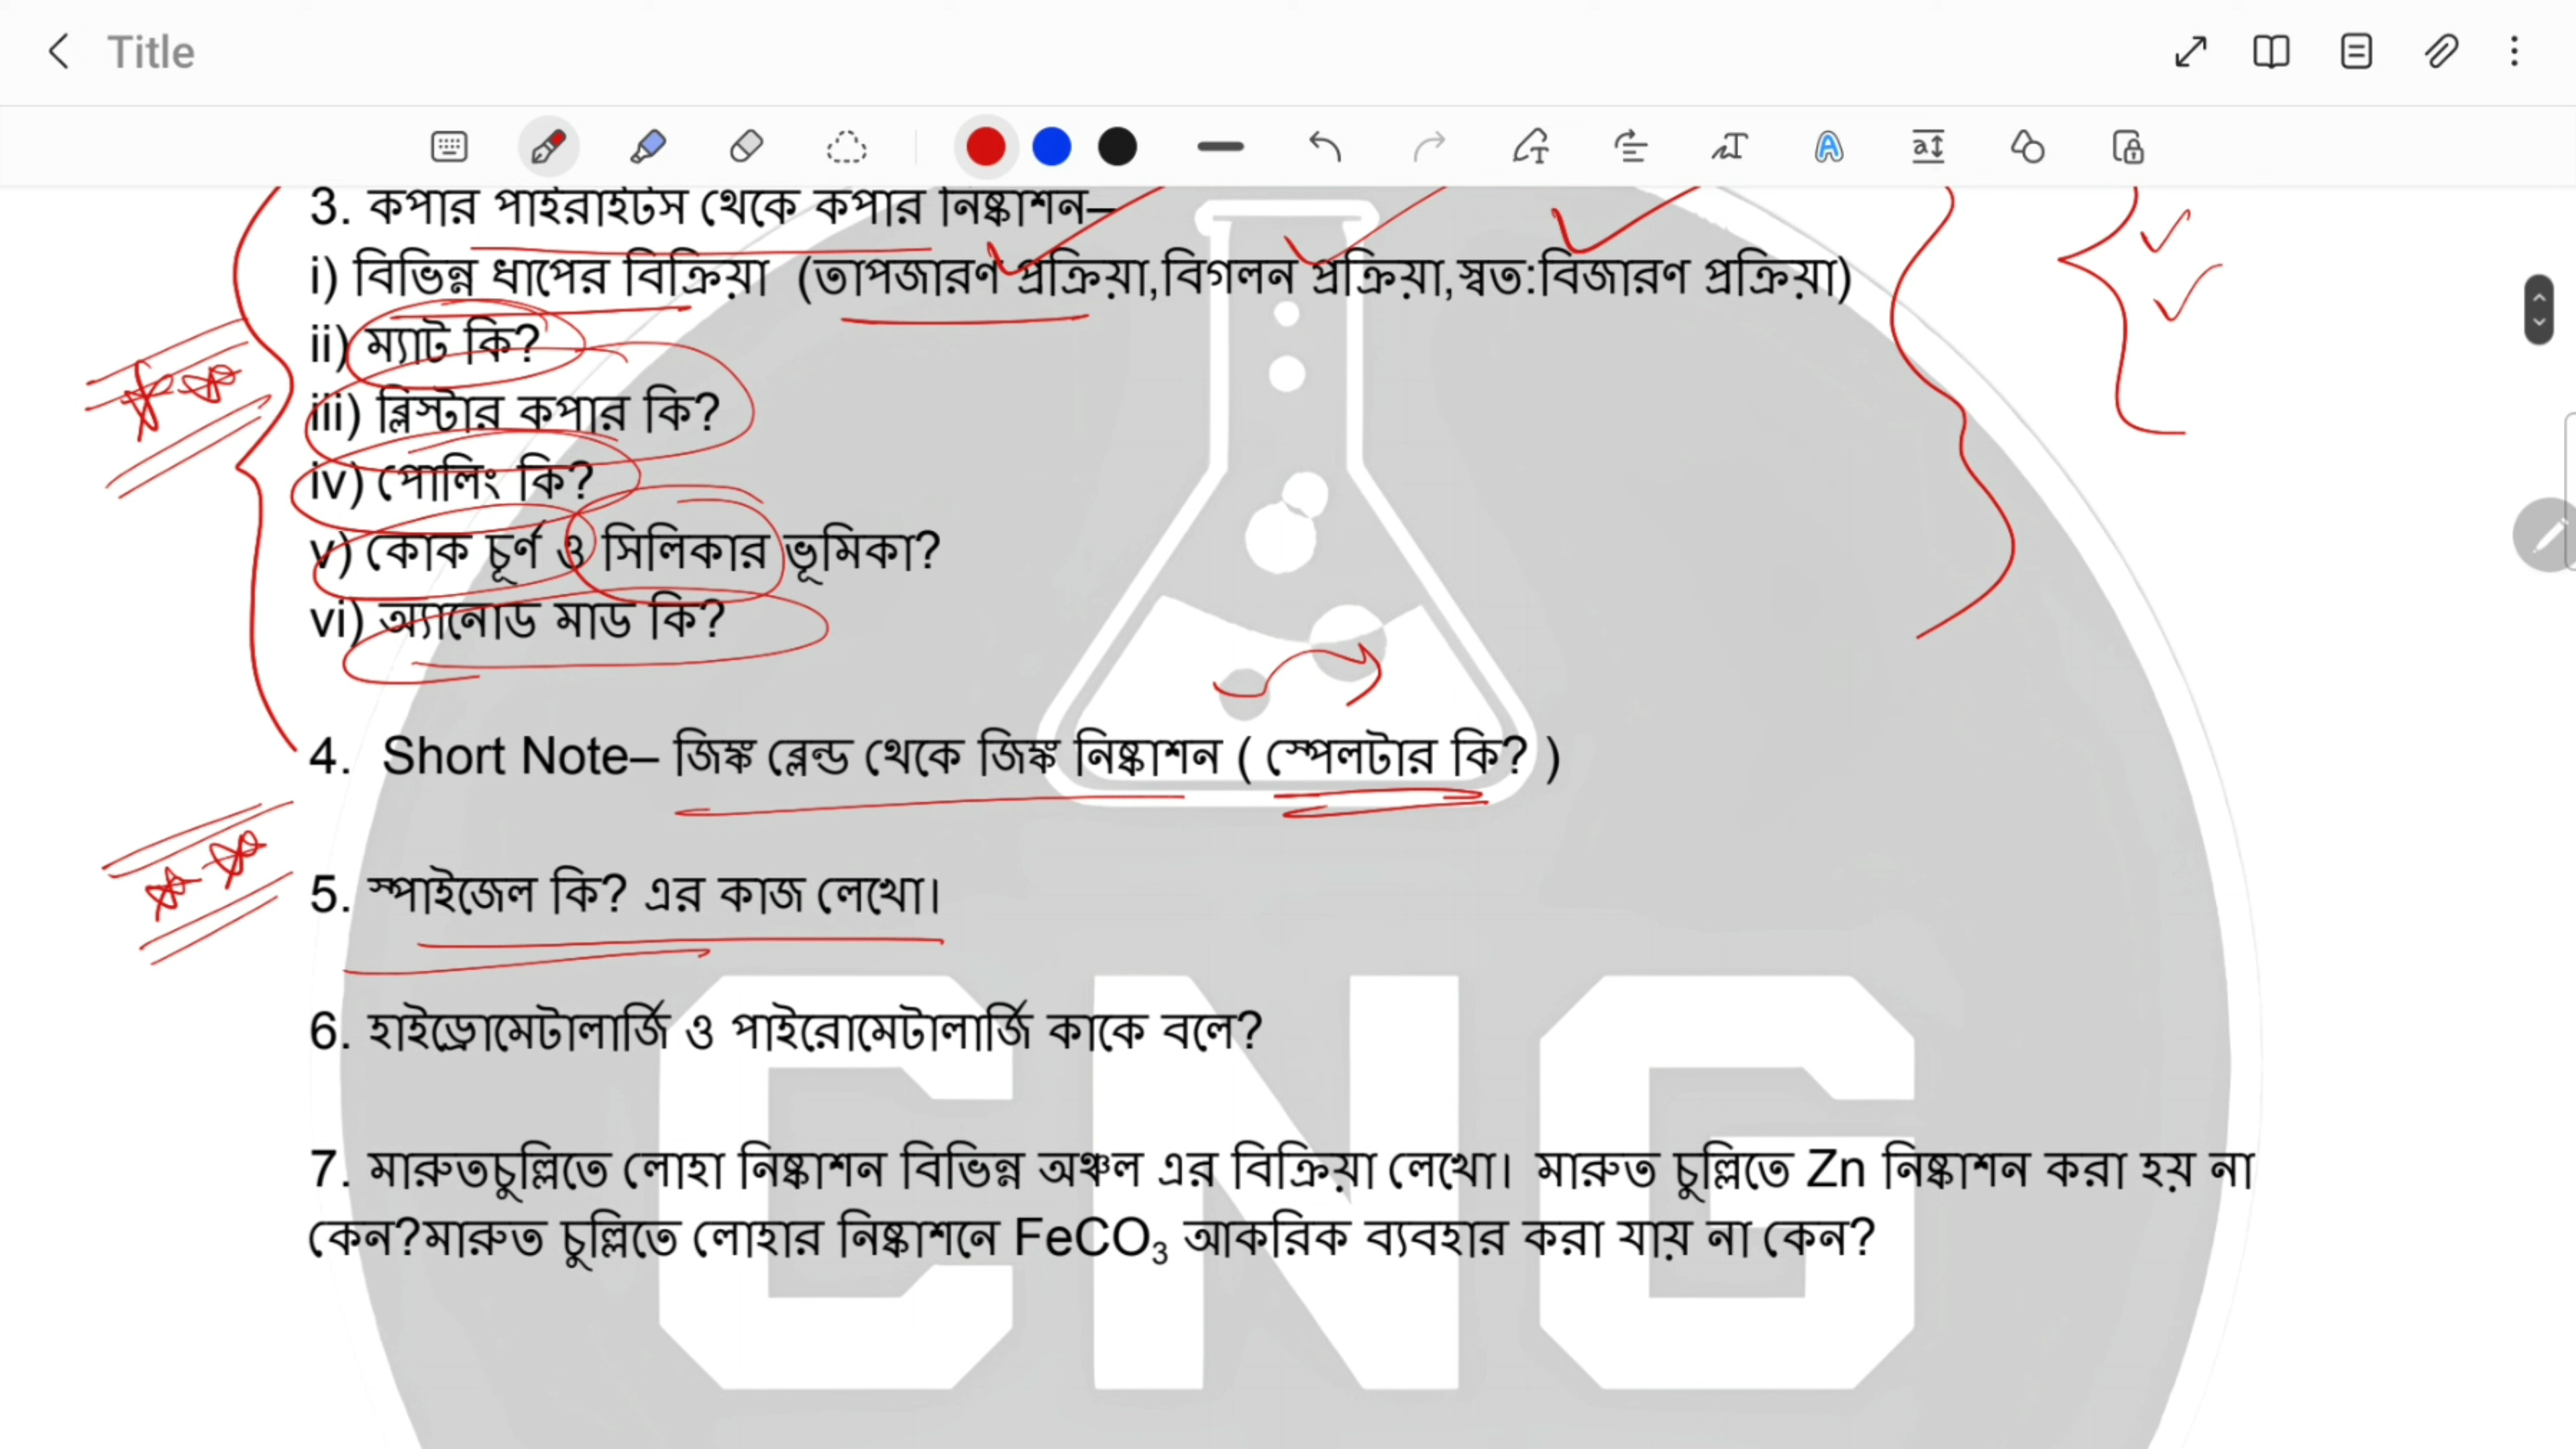 Title
3. কপার পাইরাইটস থেকে কপার নিষ্কাশন–
i) বিভিন্ন ধাপের বিক্রিয়া (তাপজারণ প্রক্রিয়া,বিগলন প্রক্রিয়া,স্বত:বিজারণ প্রক্রিয়া)
ii) ম্যাট কি?
iii) ব্লিস্টার কপার কি?
iv) পোলিং কি?
v) কোক চূর্ণ ও সিলিকার ভূমিকা?
vi) অ্যানোড মাড কি?
4. Short Note– জিঙ্ক ব্লেন্ড থেকে জিঙ্ক নিষ্কাশন ( স্পেলটার কি? )
5. স্পাইজেল কি? এর কাজ লেখো।
6. হাইড্রোমেটালার্জি ও পাইরোমেটালার্জি কাকে বলে?
7. মারুতচুল্লিতে লোহা নিষ্কাশন বিভিন্ন অঞ্চল এর বিক্রিয়া লেখো। মারুত চুল্লিতে Zn নিষ্কাশন করা হয় না
কেন?মারুত চুল্লিতে লোহার নিষ্কাশনে FeCO₃ আকরিক ব্যবহার করা যায় না কেন?
CNG